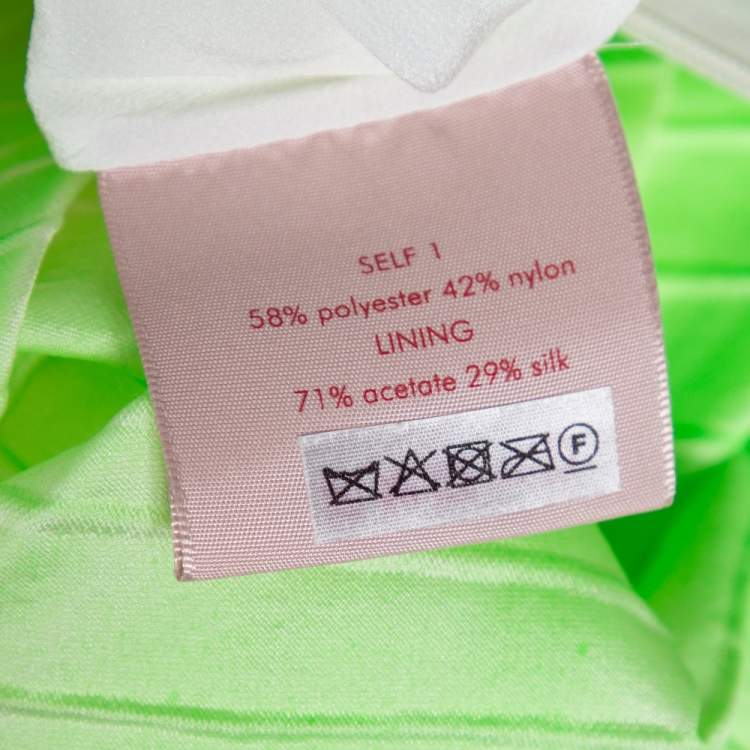 SELF 1
58% polyester 42% nylon
LINING
71% acetate 29% silk
F